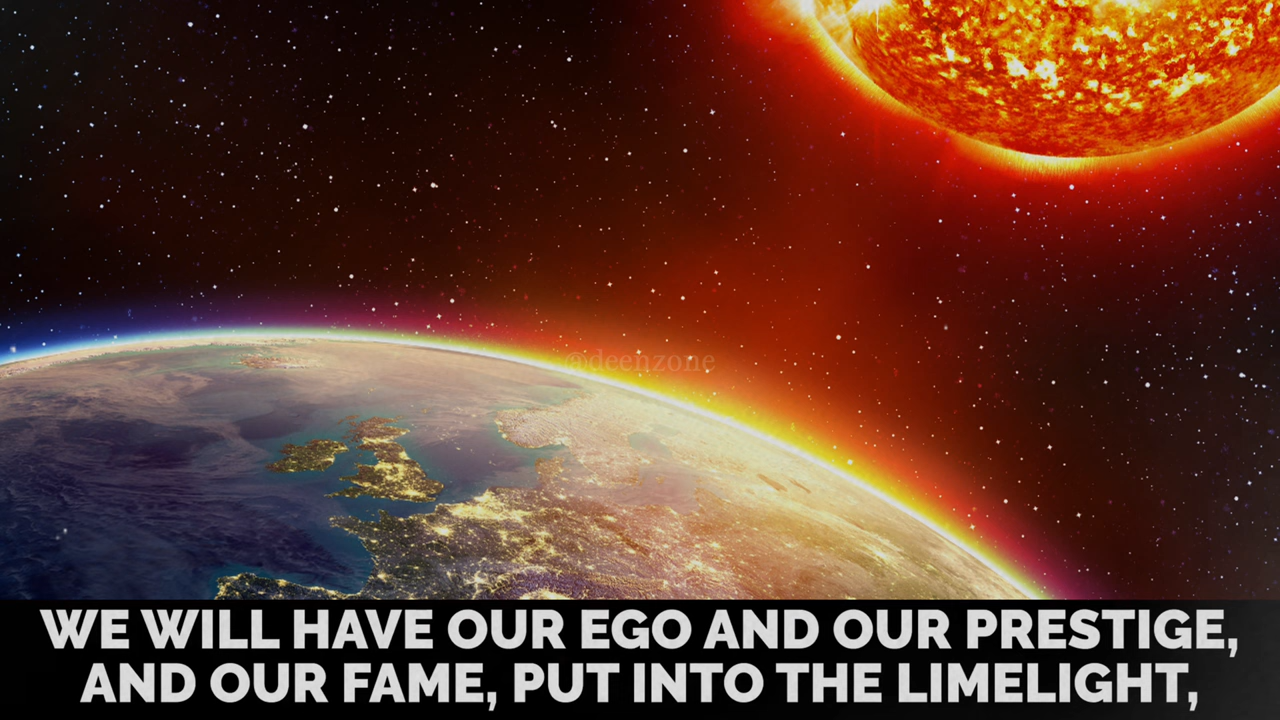 @deenzone
WE WILL HAVE OUR EGO AND OUR PRESTIGE,
AND OUR FAME, PUT INTO THE LIMELIGHT,